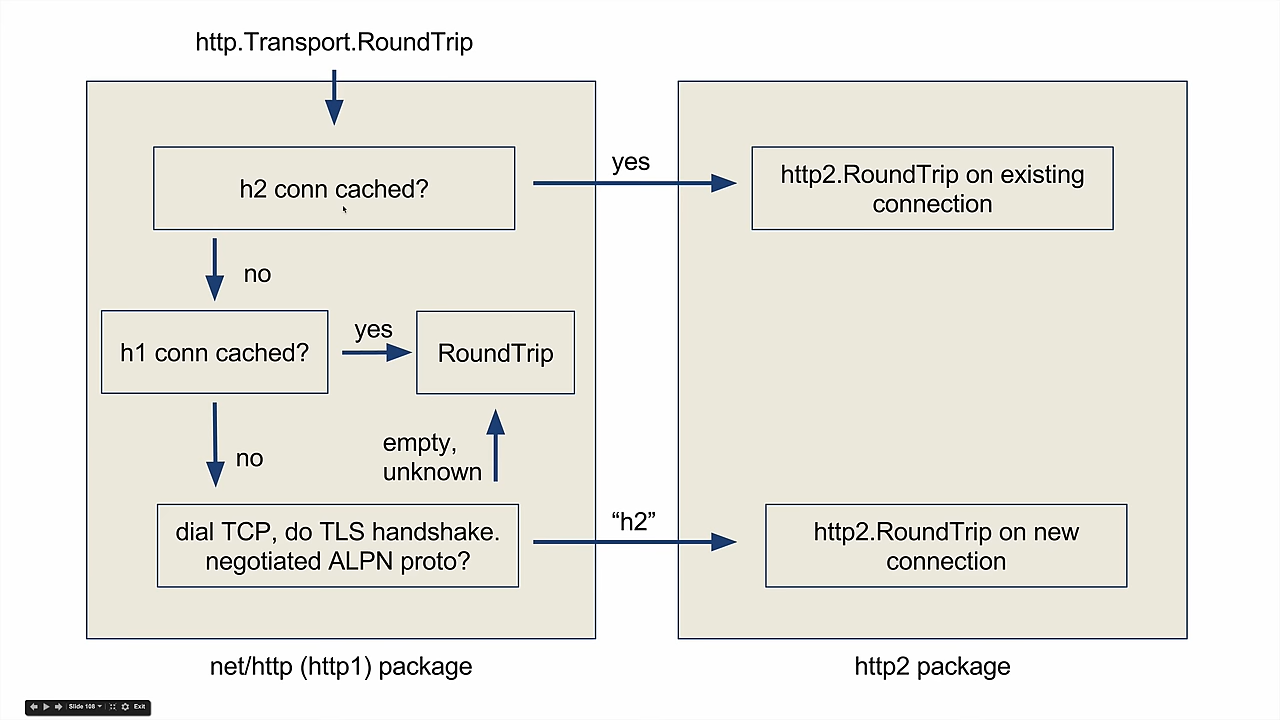 http.Transport.RoundTrip
h2 conn cached?
yes
http2.RoundTrip on existing
connection
no
h1 conn cached?
yes
RoundTrip
no
empty,
unknown
dial TCP, do TLS handshake.
negotiated ALPN proto?
“h2”
http2.RoundTrip on new
connection
net/http (http1) package
http2 package
Slide 108
Exit